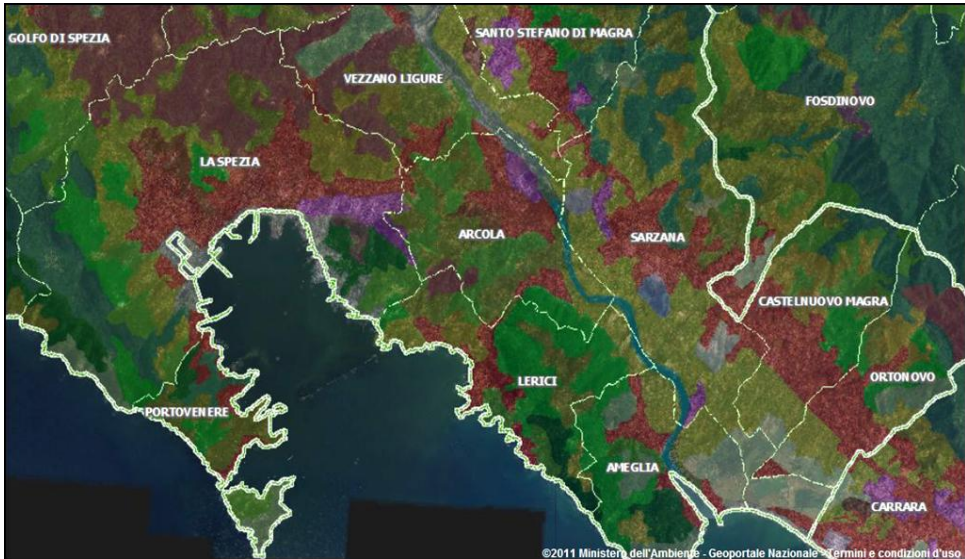 GOLFO DI SPEZIA
SANTO STEFANO DI MAGRA
VEZZANO LIGURE
FOSDINOVO
LA SPEZIA
ARCOLA
SARZANA
CASTELNUOVO MAGRA
LERICI
ORTONOVO
PORTOVENERE
AMEGLIA
CARRARA
©2011 Ministero dell'Ambiente - Geoportale Nazionale - Termini e condizioni d'uso